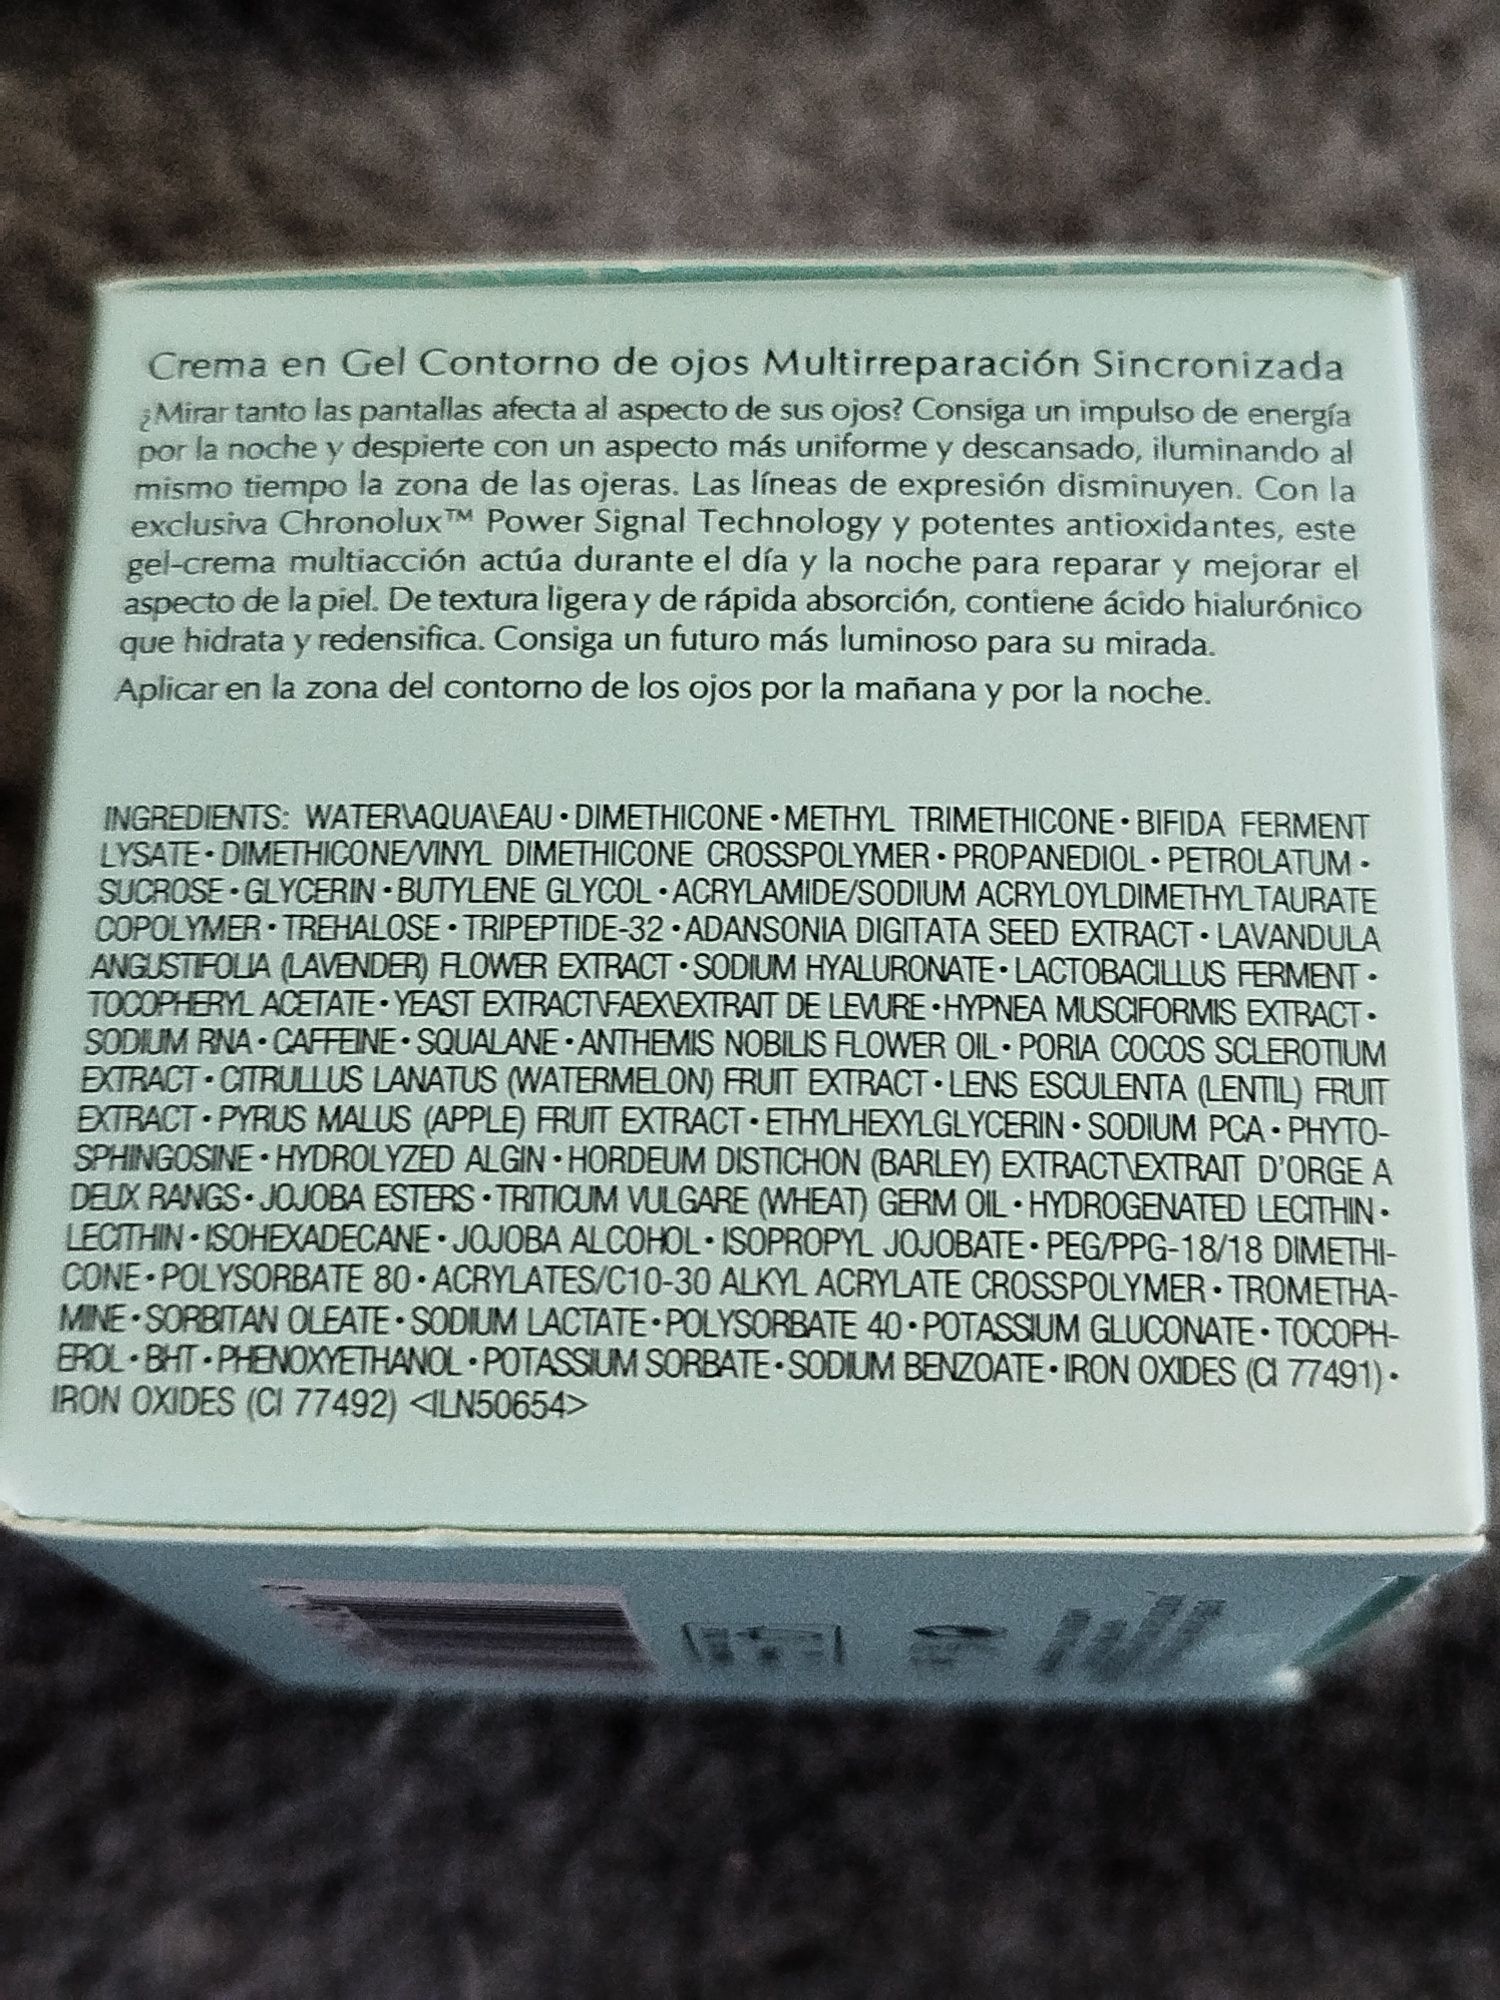 Crema en Gel Contorno de ojos Multirreparación Sincronizada
¿Mirar tanto las pantallas afecta al aspecto de sus ojos? Consiga un impulso de energía
por la noche y despierte con un aspecto más uniforme y descansado, iluminando al
mismo tiempo la zona de las ojeras. Las líneas de expresión disminuyen. Con la
exclusiva Chronolux™ Power Signal Technology y potentes antioxidantes, este
gel-crema multiacción actúa durante el día y la noche para reparar y mejorar el
aspecto de la piel. De textura ligera y de rápida absorción, contiene ácido hialurónico
que hidrata y redensifica. Consiga un futuro más luminoso para su mirada.
Aplicar en la zona del contorno de los ojos por la mañana y por la noche.
INGREDIENTS: WATER\AQUA\EAU • DIMETHICONE • METHYL TRIMETHICONE • BIFIDA FERMENT
LYSATE • DIMETHICONE/VINYL DIMETHICONE CROSSPOLYMER • PROPANEDIOL • PETROLATUM •
SUCROSE • GLYCERIN • BUTYLENE GLYCOL • ACRYLAMIDE/SODIUM ACRYLOYLDIMETHYLTAURATE
COPOLYMER • TREHALOSE • TRIPEPTIDE-32 • ADANSONIA DIGITATA SEED EXTRACT • LAVANDULA
ANGUSTIFOLIA (LAVENDER) FLOWER EXTRACT • SODIUM HYALURONATE • LACTOBACILLUS FERMENT •
TOCOPHERYL ACETATE • YEAST EXTRACT\FAEX\EXTRAIT DE LEVURE • HYPNEA MUSCIFORMIS EXTRACT •
SODIUM RNA • CAFFEINE • SQUALANE • ANTHEMIS NOBILIS FLOWER OIL • PORIA COCOS SCLEROTIUM
EXTRACT • CITRULLUS LANATUS (WATERMELON) FRUIT EXTRACT • LENS ESCULENTA (LENTIL) FRUIT
EXTRACT • PYRUS MALUS (APPLE) FRUIT EXTRACT • ETHYLHEXYLGLYCERIN • SODIUM PCA • PHYTO-
SPHINGOSINE • HYDROLYZED ALGIN • HORDEUM DISTICHON (BARLEY) EXTRACT\EXTRAIT D'ORGE A
DEUX RANGS • JOJOBA ESTERS • TRITICUM VULGARE (WHEAT) GERM OIL • HYDROGENATED LECITHIN •
LECITHIN • ISOHEXADECANE • JOJOBA ALCOHOL • ISOPROPYL JOJOBATE • PEG/PPG-18/18 DIMETHI-
CONE • POLYSORBATE 80 • ACRYLATES/C10-30 ALKYL ACRYLATE CROSSPOLYMER • TROMETHA-
MINE • SORBITAN OLEATE • SODIUM LACTATE • POLYSORBATE 40 • POTASSIUM GLUCONATE • TOCOPH-
EROL • BHT • PHENOXYETHANOL • POTASSIUM SORBATE • SODIUM BENZOATE • IRON OXIDES (CI 77491) •
IRON OXIDES (CI 77492) <ILN50654>